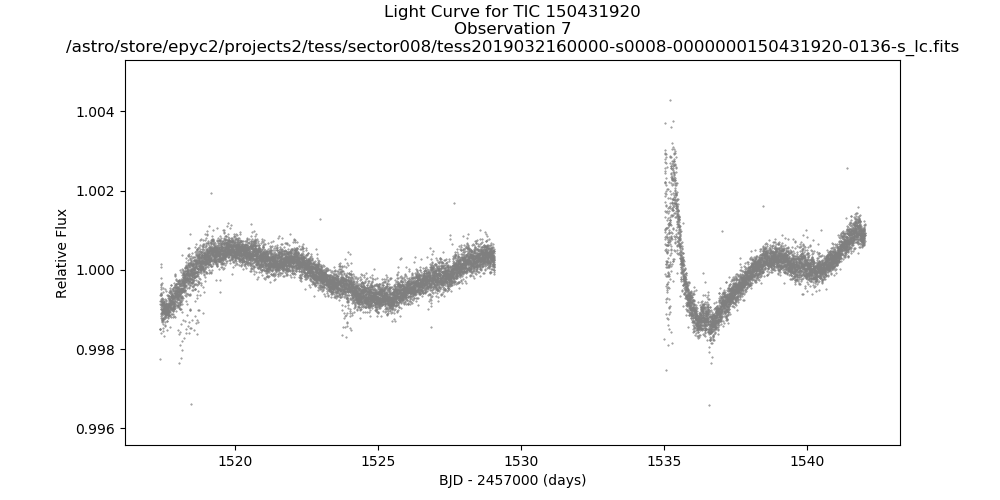 Light Curve for TIC 150431920
Observation 7
/astro/store/epyc2/projects2/tess/sector008/tess2019032160000-s0008-0000000150431920-0136-s_lc.fits
1.004
1.002
1.000
0.998
0.996
Relative Flux
1520
1525
1530
1535
1540
BJD - 2457000 (days)